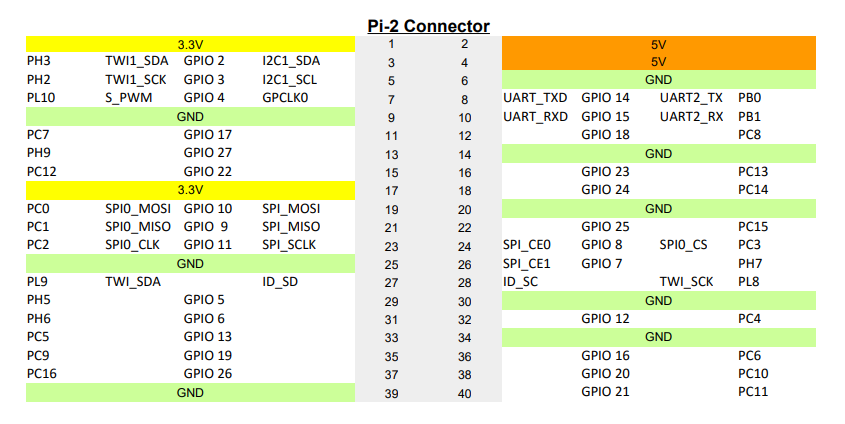 Pi-2 Connector
3.3V 1 2 5V
PH3 TWI1_SDA GPIO 2 I2C1_SDA 3 4 5V
PH2 TWI1_SCK GPIO 3 I2C1_SCL 5 6 GND
PL10 S_PWM GPIO 4 GPCLK0 7 8 UART_TXD GPIO 14 UART2_TX PB0
GND 9 10 UART_RXD GPIO 15 UART2_RX PB1
PC7 GPIO 17 11 12 GPIO 18 PC8
PH9 GPIO 27 13 14 GND
PC12 GPIO 22 15 16 GPIO 23 PC13
3.3V 17 18 GPIO 24 PC14
PC0 SPI0_MOSI GPIO 10 SPI_MOSI 19 20 GND
PC1 SPI0_MISO GPIO 9 SPI_MISO 21 22 GPIO 25 PC15
PC2 SPI0_CLK GPIO 11 SPI_SCLK 23 24 SPI_CE0 GPIO 8 SPI0_CS PC3
GND 25 26 SPI_CE1 GPIO 7 PH7
PL9 TWI_SDA ID_SD 27 28 ID_SC TWI_SCK PL8
PH5 GPIO 5 29 30 GND
PH6 GPIO 6 31 32 GPIO 12 PC4
PC5 GPIO 13 33 34 GND
PC9 GPIO 19 35 36 GPIO 16 PC6
PC16 GPIO 26 37 38 GPIO 20 PC10
GND 39 40 GPIO 21 PC11